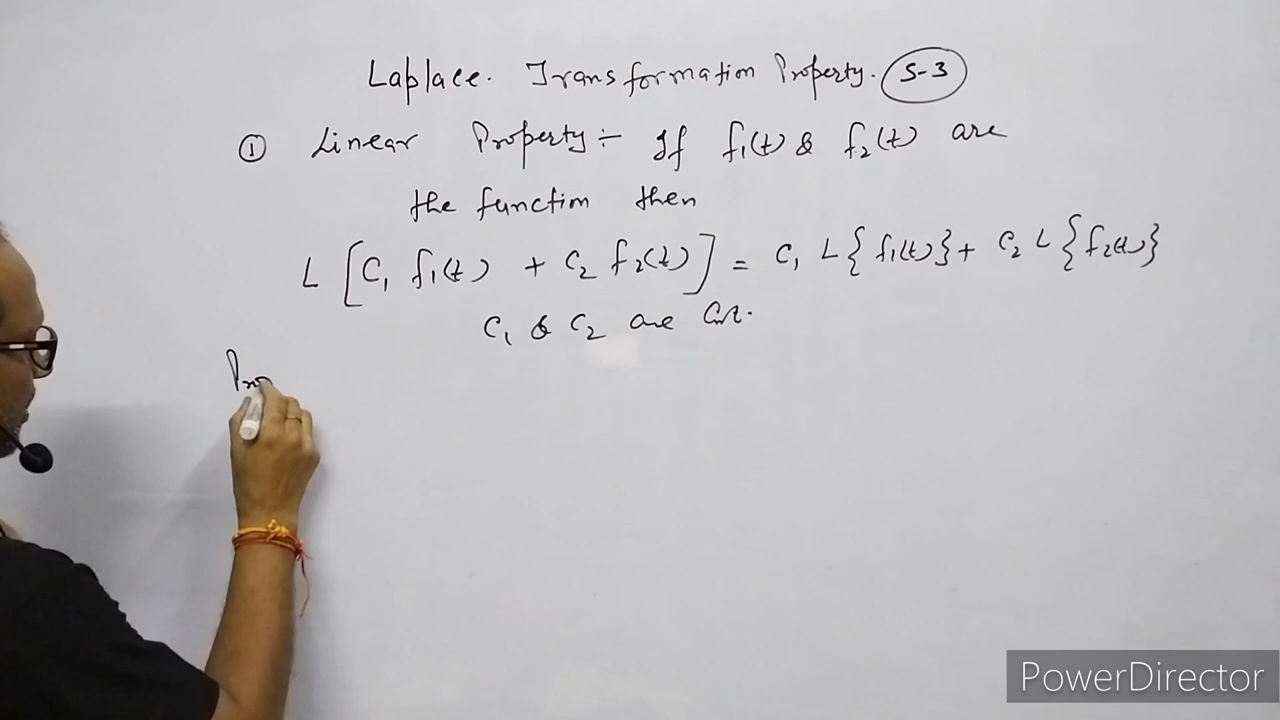 Laplace. Transformation Property. S-3
① Linear Property :- If f₁(t) & f₂(t) are
the function then
L [C₁ f₁(t) + C₂ f₂(t)] = C₁ L{f₁(t)} + C₂ L{f₂(t)}
C₁ & C₂ are
PowerDirector